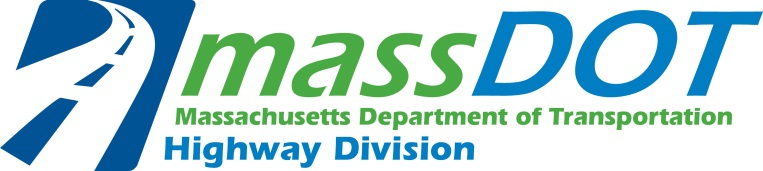 massDOT
Massachusetts Department of Transportation
Highway Division